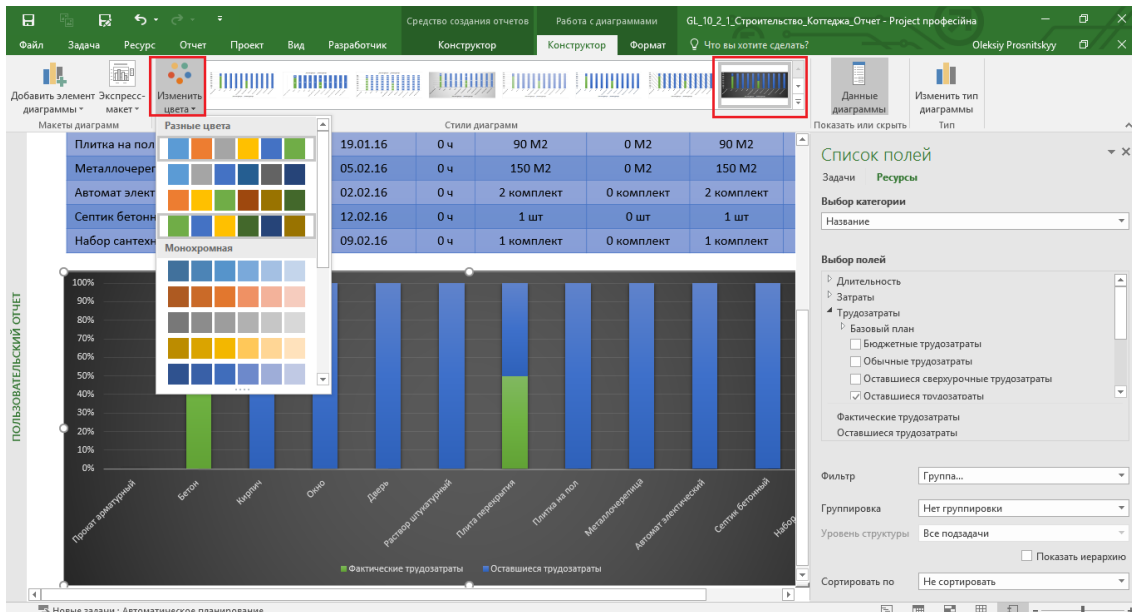 Средство создания отчетов
Работа с диаграммами
GL_10_2_1_Строительство_Коттеджа_Отчет - Project професійна
Файл Задача Ресурс Отчет Проект Вид Разработчик Конструктор Конструктор Формат Что вы хотите сделать? Oleksiy Prosnitskyy
Добавить элемент диаграммы
Экспресс-макет
Изменить цвета
Данные диаграммы
Изменить тип диаграммы
Макеты диаграмм Стили диаграмм Показать или скрыть Тип
Разные цвета
Монохромная
Плитка на пол 19.01.16 0 ч 90 М2 0 М2 90 М2
Металлочереп 05.02.16 0 ч 150 М2 0 М2 150 М2
Автомат элект 02.02.16 0 ч 2 комплект 0 комплект 2 комплект
Септик бетонн 12.02.16 0 ч 1 шт 0 шт 1 шт
Набор сантехн 09.02.16 0 ч 1 комплект 0 комплект 1 комплект
ПОЛЬЗОВАТЕЛЬСКИЙ ОТЧЕТ
100%
90%
80%
70%
60%
50%
40%
30%
20%
10%
0%
Прокат арматурный
Бетон
Кирпич
Окно
Дверь
Раствор штукатурный
Плита перекрытия
Плитка на пол
Металлочерепица
Автомат электрический
Септик бетонный
Набор
Фактические трудозатраты Оставшиеся трудозатраты
Список полей
Задачи Ресурсы
Выбор категории
Название
Выбор полей
Длительность
Затраты
Трудозатраты
Базовый план
Бюджетные трудозатраты
Обычные трудозатраты
Оставшиеся сверхурочные трудозатраты
Оставшиеся трудозатраты
Фактические трудозатраты
Оставшиеся трудозатраты
Фильтр Группа...
Группировка Нет группировки
Уровень структуры Все подзадачи
Показать иерархию
Сортировать по Не сортировать
Новые задачи : Автоматическое планирование